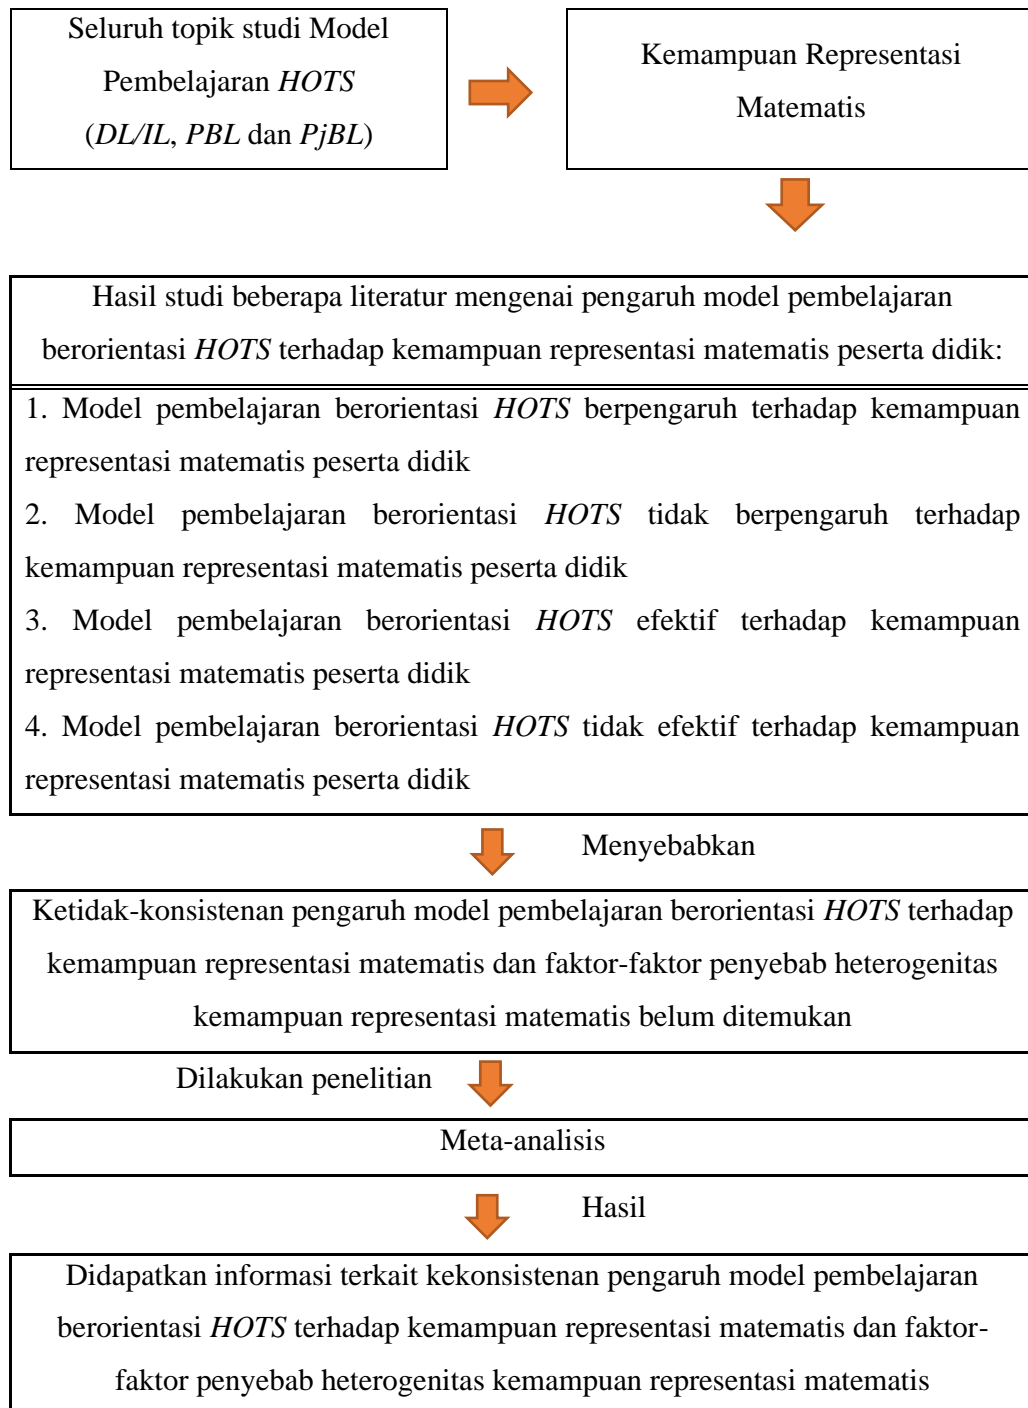 Seluruh topik studi Model
Pembelajaran HOTS
(DL/IL, PBL dan PjBL)
Kemampuan Representasi
Matematis
Hasil studi beberapa literatur mengenai pengaruh model pembelajaran
berorientasi HOTS terhadap kemampuan representasi matematis peserta didik:
1. Model pembelajaran berorientasi HOTS berpengaruh terhadap kemampuan
representasi matematis peserta didik
2. Model pembelajaran berorientasi HOTS tidak berpengaruh terhadap
kemampuan representasi matematis peserta didik
3. Model pembelajaran berorientasi HOTS efektif terhadap kemampuan
representasi matematis peserta didik
4. Model pembelajaran berorientasi HOTS tidak efektif terhadap kemampuan
representasi matematis peserta didik
Menyebabkan
Ketidak-konsistenan pengaruh model pembelajaran berorientasi HOTS terhadap
kemampuan representasi matematis dan faktor-faktor penyebab heterogenitas
kemampuan representasi matematis belum ditemukan
Dilakukan penelitian
Meta-analisis
Hasil
Didapatkan informasi terkait kekonsistenan pengaruh model pembelajaran
berorientasi HOTS terhadap kemampuan representasi matematis dan faktor-
faktor penyebab heterogenitas kemampuan representasi matematis